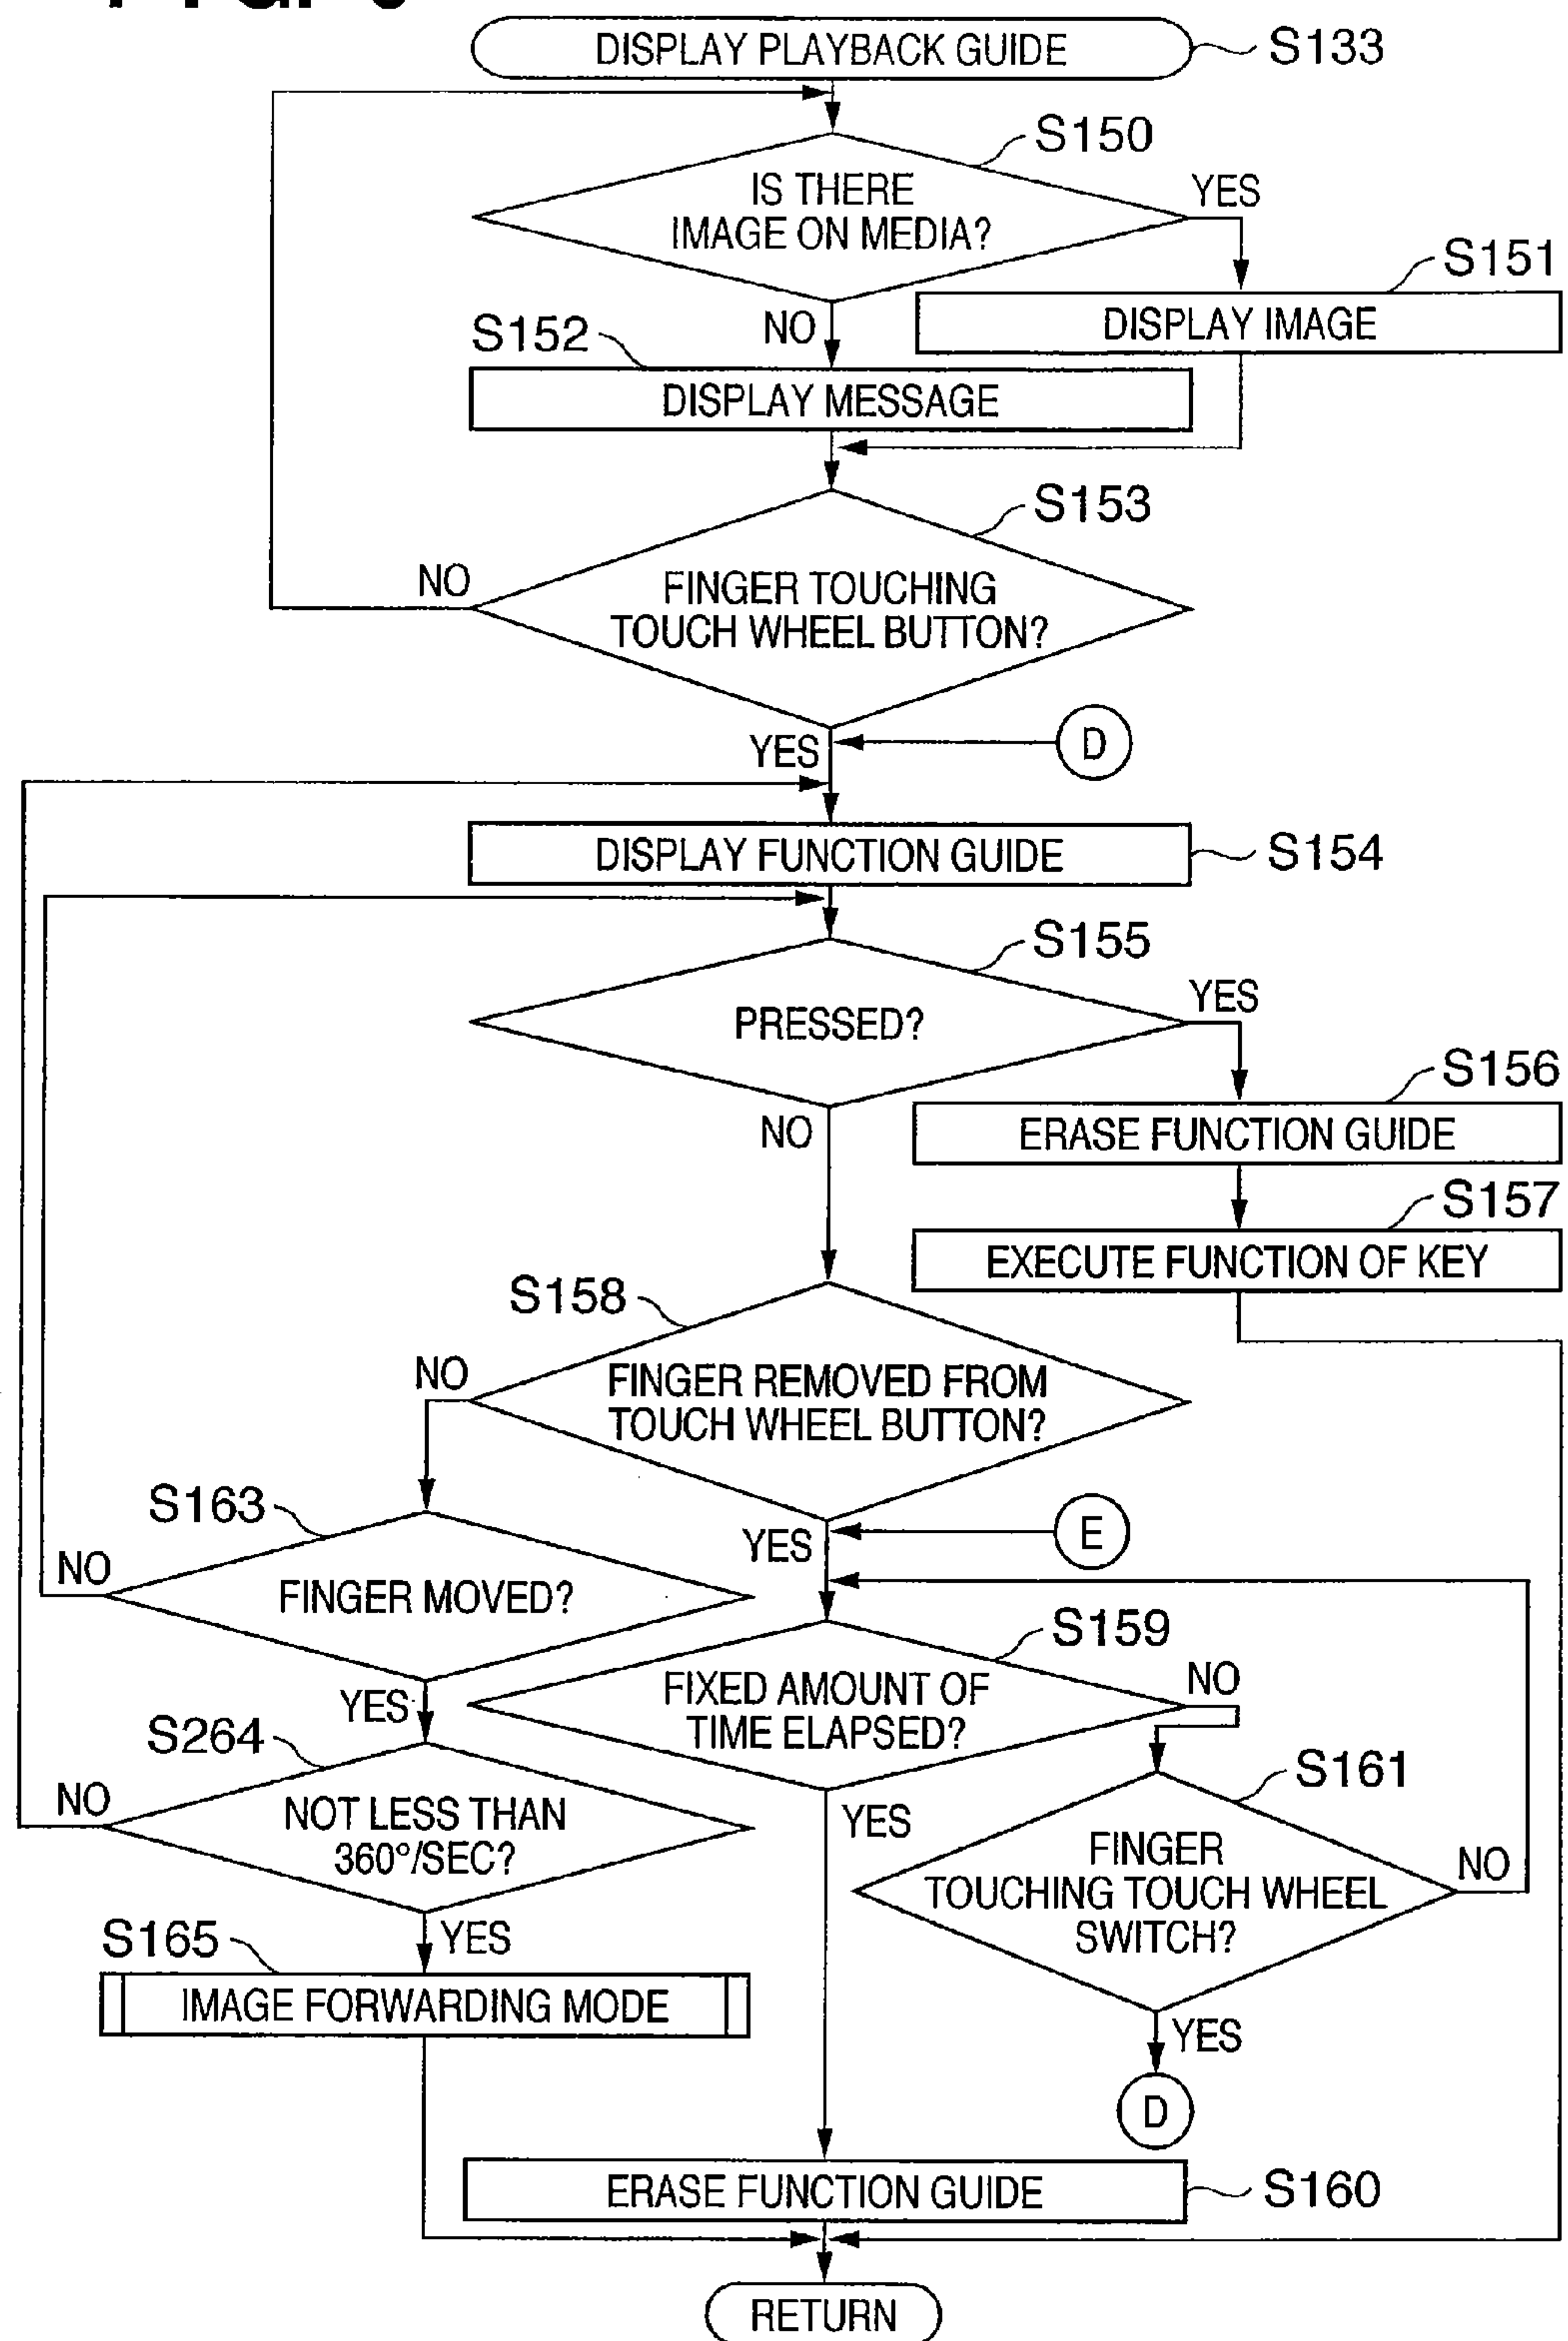 DISPLAY PLAYBACK GUIDE
S133
S150
IS THERE
IMAGE ON MEDIA?
YES
S151
DISPLAY IMAGE
NO
S152
DISPLAY MESSAGE
S153
FINGER TOUCHING
TOUCH WHEEL BUTTON?
NO
YES
D
DISPLAY FUNCTION GUIDE
S154
S155
PRESSED?
YES
S156
ERASE FUNCTION GUIDE
NO
S157
EXECUTE FUNCTION OF KEY
S158
NO
FINGER REMOVED FROM
TOUCH WHEEL BUTTON?
S163
YES
E
NO
FINGER MOVED?
S159
NO
FIXED AMOUNT OF
TIME ELAPSED?
YES
S264
NO
NOT LESS THAN
360°/SEC?
YES
S161
FINGER
TOUCHING TOUCH WHEEL
SWITCH?
NO
S165
YES
IMAGE FORWARDING MODE
YES
D
ERASE FUNCTION GUIDE
S160
RETURN